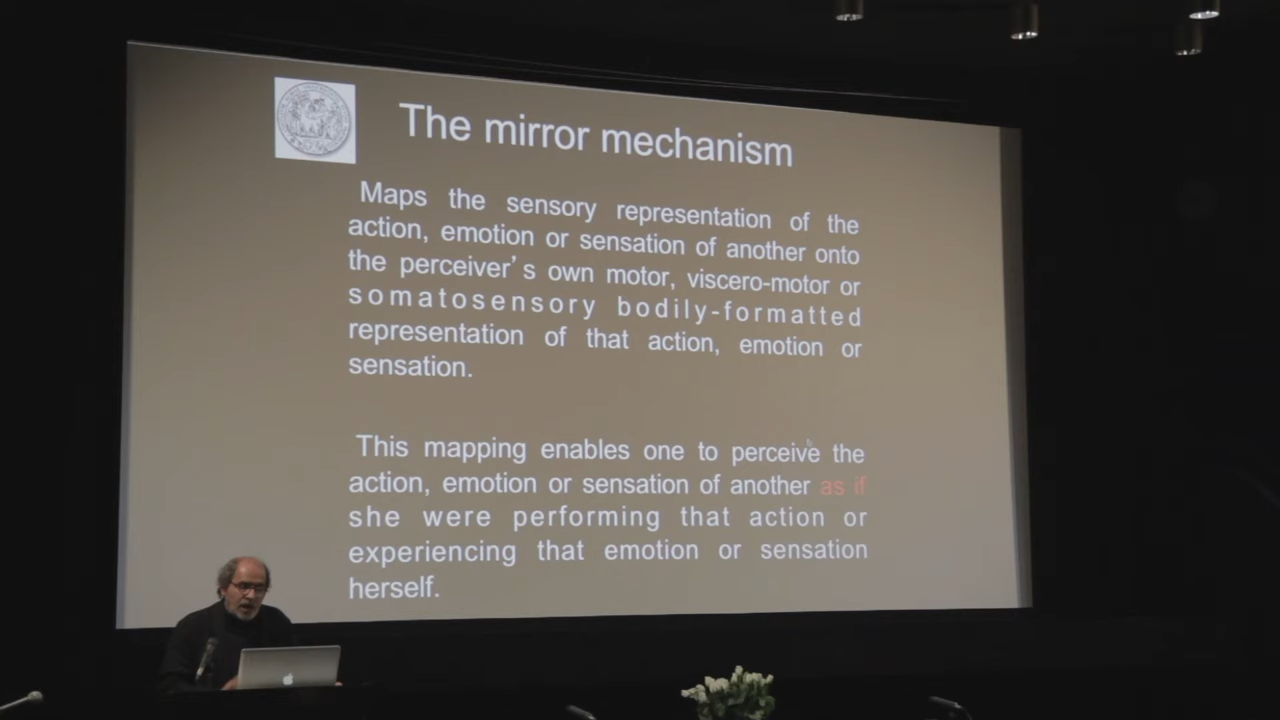 The mirror mechanism
Maps the sensory representation of the
action, emotion or sensation of another onto
the perceiver's own motor, viscero-motor or
somatosensory bodily-formatted
representation of that action, emotion or
sensation.
This mapping enables one to perceive the
action, emotion or sensation of another as if
she were performing that action or
experiencing that emotion or sensation
herself.